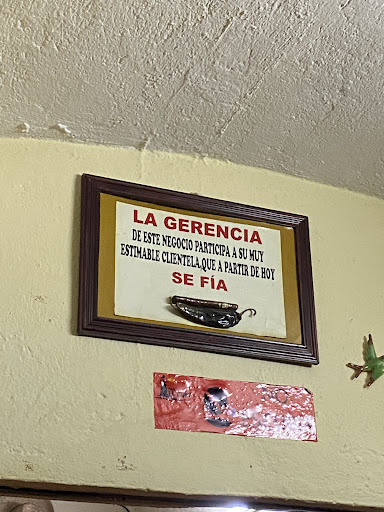 LA GERENCIA
DE ESTE NEGOCIO PARTICIPA A SU MUY
ESTIMABLE CLIENTELA,QUE A PARTIR DE HOY
SE FÍA